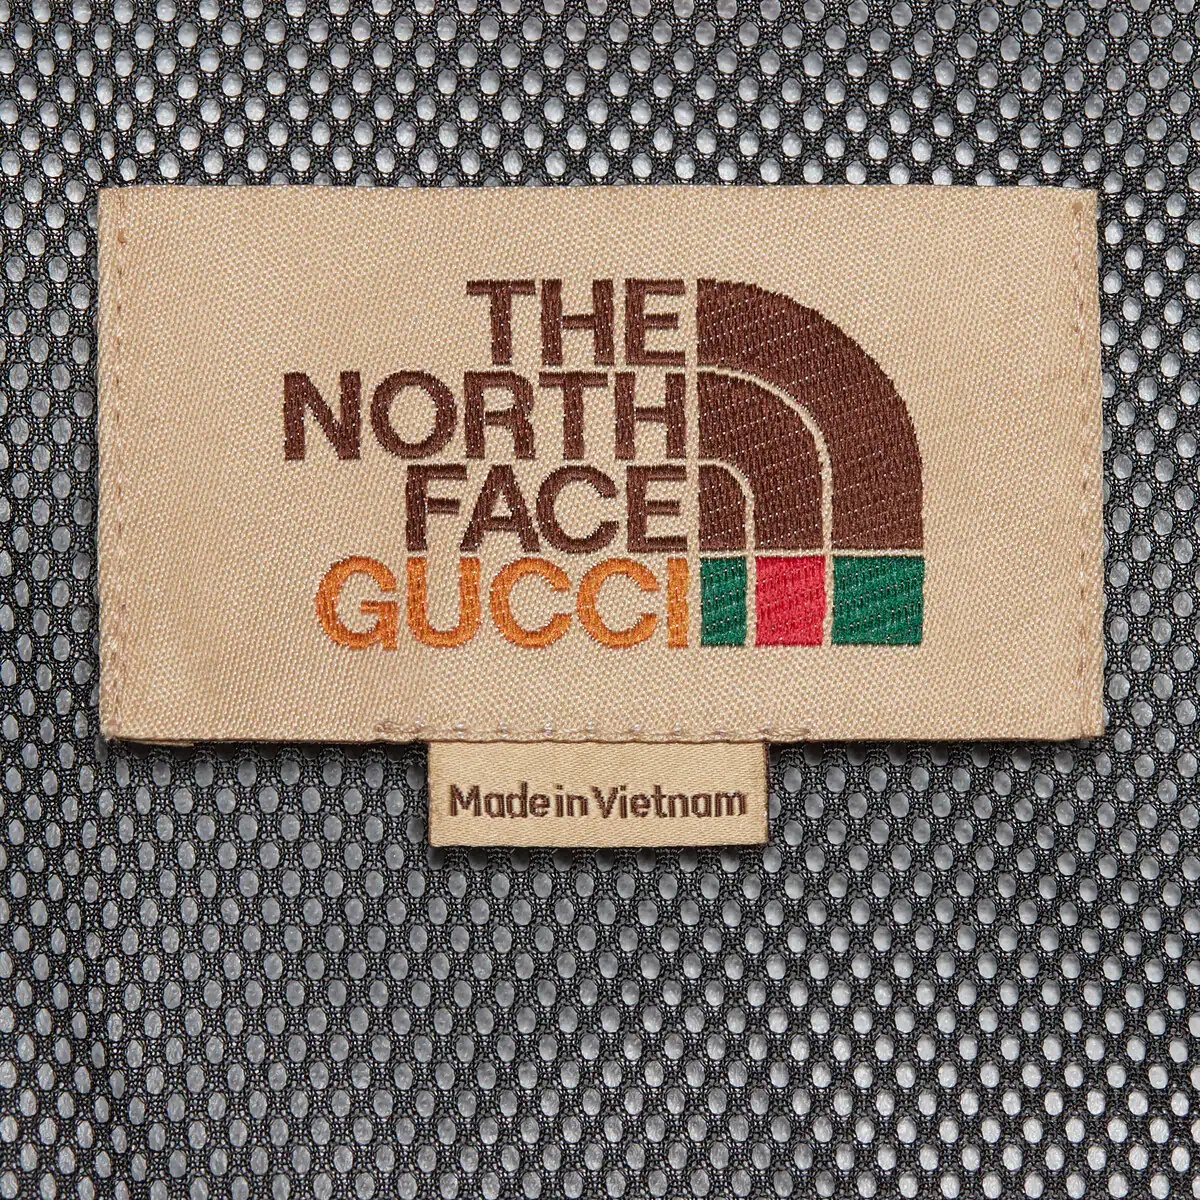 THE
NORTH
FACE
GUCCI
Made in Vietnam